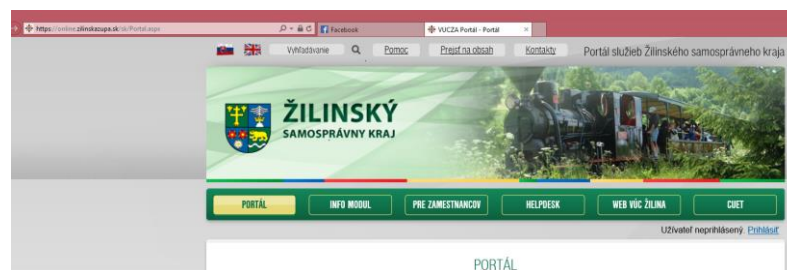 https://online.zilinskazupa.sk/sk/Portal.aspx
Facebook
VUCZA Portál - Portál
Vyhľadávanie Pomoc Prejsť na obsah Kontakty Portál služieb Žilinského samosprávneho kraja
ŽILINSKÝ
SAMOSPRÁVNY KRAJ
PORTÁL INFO MODUL PRE ZAMESTNANCOV HELPDESK WEB VÚC ŽILINA CUET
Užívateľ neprihlásený. Prihlásiť
PORTÁL